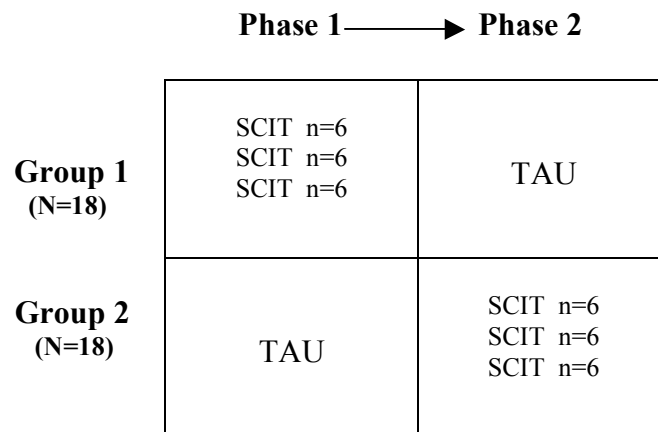 Phase 1 Phase 2
Group 1
(N=18)
SCIT n=6
SCIT n=6
SCIT n=6
TAU
Group 2
(N=18)
TAU
SCIT n=6
SCIT n=6
SCIT n=6